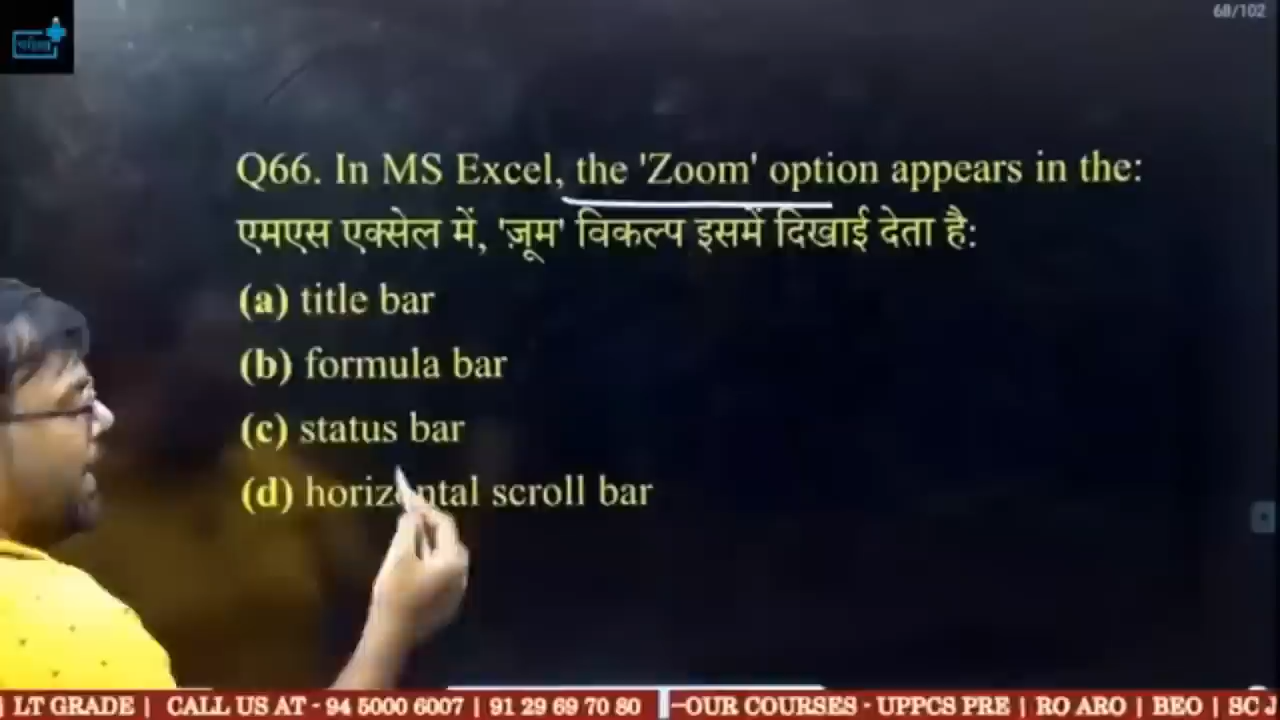 68/102
Q66. In MS Excel, the 'Zoom' option appears in the:
एमएस एक्सेल में, 'ज़ूम' विकल्प इसमें दिखाई देता है:
(a) title bar
(b) formula bar
(c) status bar
(d) horizontal scroll bar
| LT GRADE | CALL US AT - 94 5000 6007 | 91 29 69 70 80 -OUR COURSES - UPPCS PRE | RO ARO | BEO | SC J